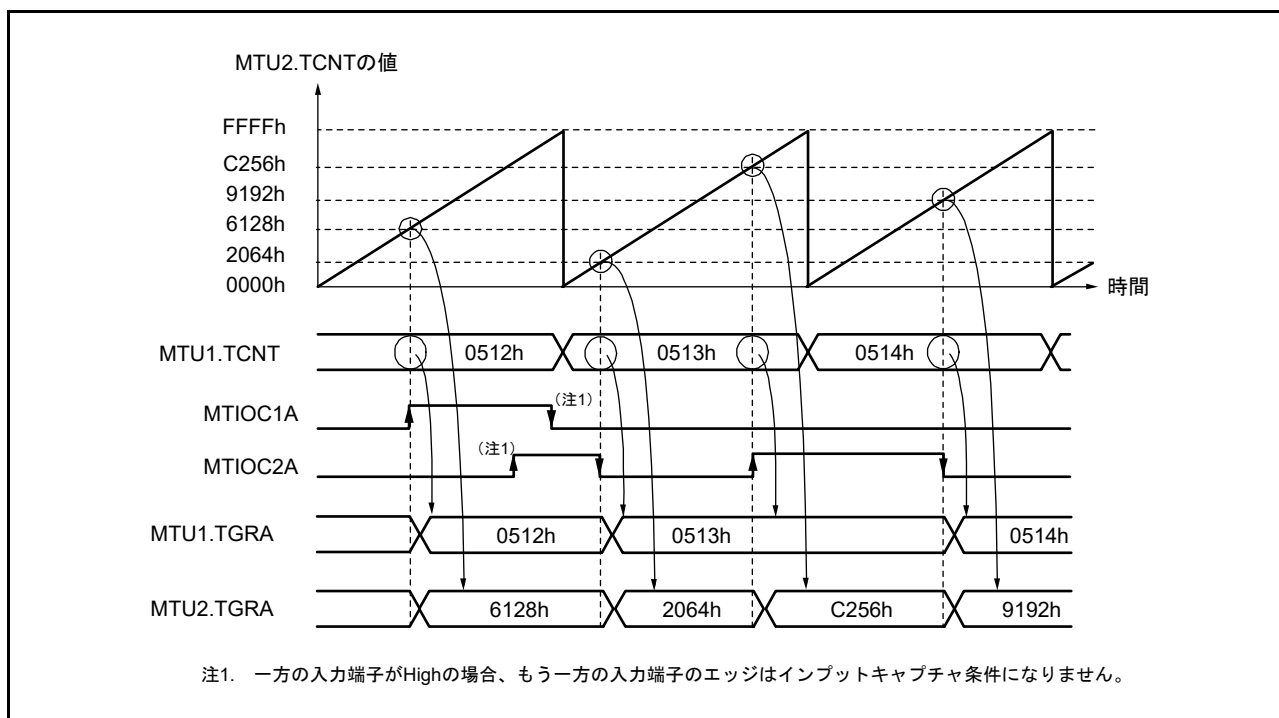 MTU2.TCNTの値
FFFFh
C256h
9192h
6128h
2064h
0000h
時間
MTU1.TCNT
0512h
0513h
0514h
MTIOC1A
(注1)
MTIOC2A
(注1)
MTU1.TGRA
0512h
0513h
0514h
MTU2.TGRA
6128h
2064h
C256h
9192h
注1. 一方の入力端子がHighの場合、もう一方の入力端子のエッジはインプットキャプチャ条件になりません。